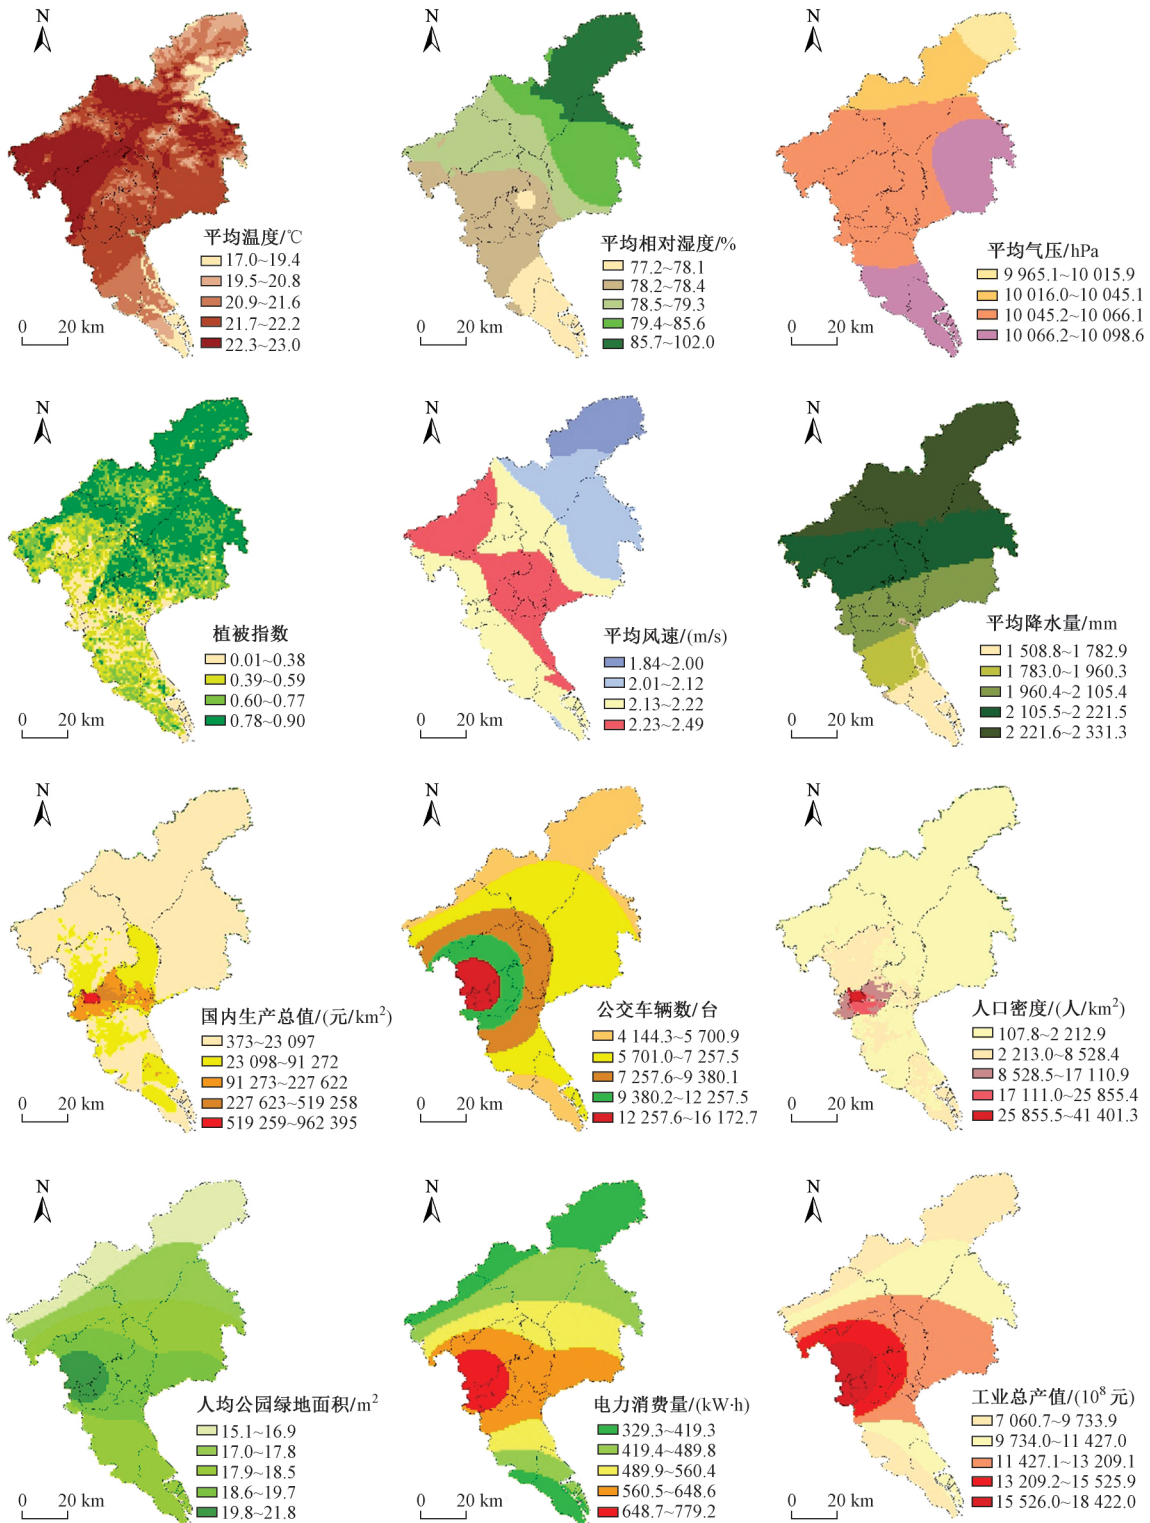 N
平均温度/℃
17.0~19.4
19.5~20.8
20.9~21.6
21.7~22.2
22.3~23.0
0 20 km
N
平均相对湿度/%
77.2~78.1
78.2~78.4
78.5~79.3
79.4~85.6
85.7~102.0
0 20 km
N
平均气压/hPa
9 965.1~10 015.9
10 016.0~10 045.1
10 045.2~10 066.1
10 066.2~10 098.6
0 20 km
N
植被指数
0.01~0.38
0.39~0.59
0.60~0.77
0.78~0.90
0 20 km
N
平均风速/(m/s)
1.84~2.00
2.01~2.12
2.13~2.22
2.23~2.49
0 20 km
N
平均降水量/mm
1 508.8~1 782.9
1 783.0~1 960.3
1 960.4~2 105.4
2 105.5~2 221.5
2 221.6~2 331.3
0 20 km
N
国内生产总值/(元/km²)
373~23 097
23 098~91 272
91 273~227 622
227 623~519 258
519 259~962 395
0 20 km
N
公交车辆数/台
4 144.3~5 700.9
5 701.0~7 257.5
7 257.6~9 380.1
9 380.2~12 257.5
12 257.6~16 172.7
0 20 km
N
人口密度/(人/km²)
107.8~2 212.9
2 213.0~8 528.4
8 528.5~17 110.9
17 111.0~25 855.4
25 855.5~41 401.3
0 20 km
N
人均公园绿地面积/m²
15.1~16.9
17.0~17.8
17.9~18.5
18.6~19.7
19.8~21.8
0 20 km
N
电力消费量/(kW·h)
329.3~419.3
419.4~489.8
489.9~560.4
560.5~648.6
648.7~779.2
0 20 km
N
工业总产值/(10⁸元)
7 060.7~9 733.9
9 734.0~11 427.0
11 427.1~13 209.1
13 209.2~15 525.9
15 526.0~18 422.0
0 20 km